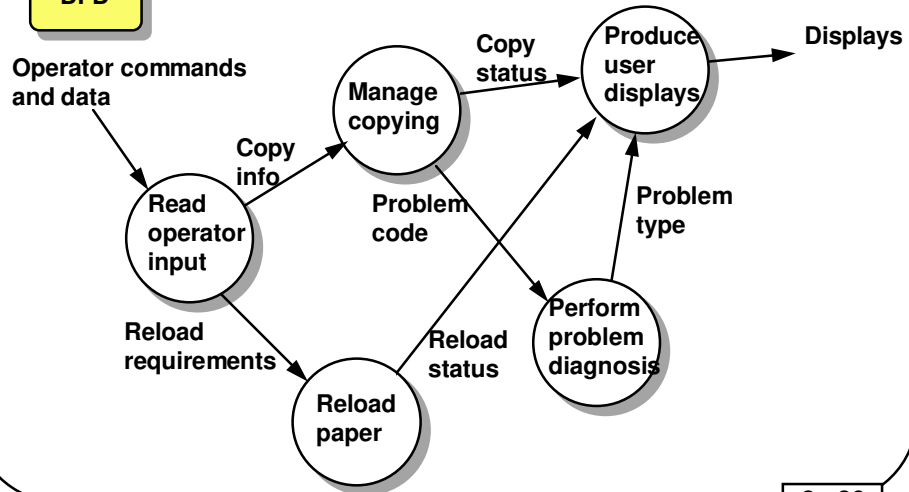 Operator commands
and data
Copy
info
Manage
copying
Copy
status
Produce
user
displays
Displays
Read
operator
input
Problem
code
Problem
type
Reload
requirements
Reload
status
Perform
problem
diagnosis
Reload
paper